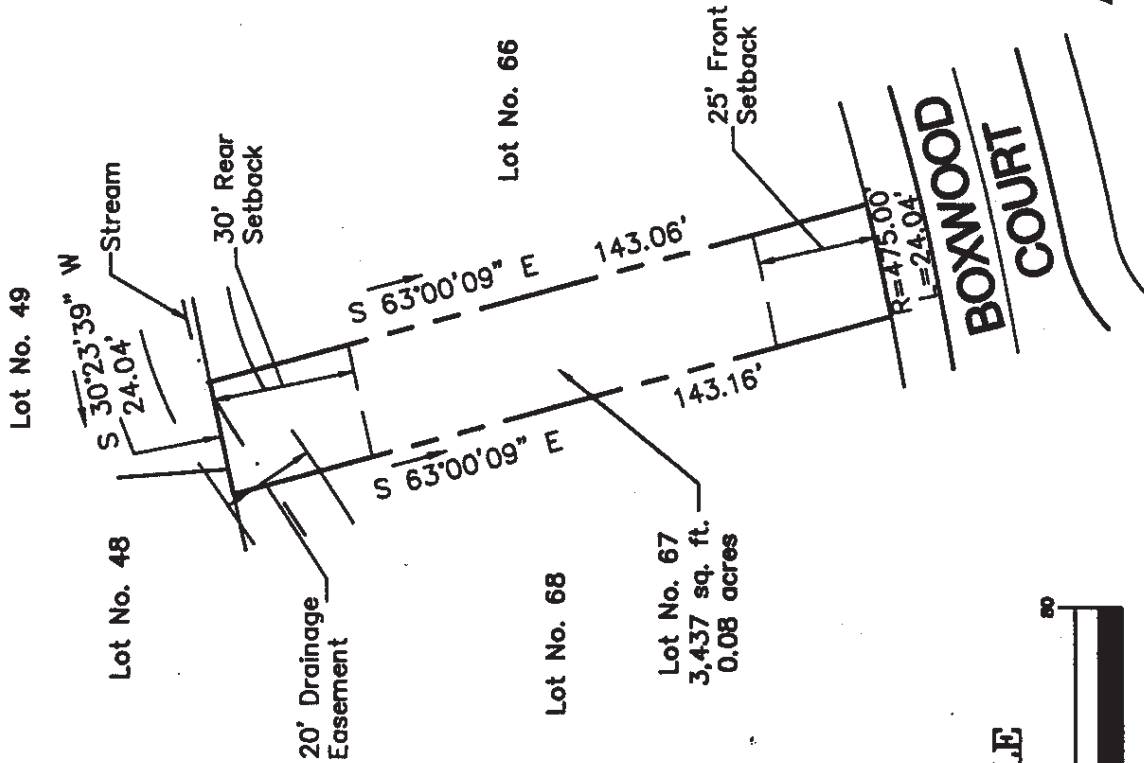 Lot No. 49
S 30°23'39" W
24.04'
Stream
30' Rear
Setback
Lot No. 66
25' Front
Setback
Lot No. 48
S 63°00'09" E
143.06'
S 63°00'09" E
143.16'
20' Drainage
Easement
Lot No. 68
Lot No. 67
3,437 sq. ft.
0.08 acres
R=475.00'
L=24.04'
BOXWOOD
COURT
LE